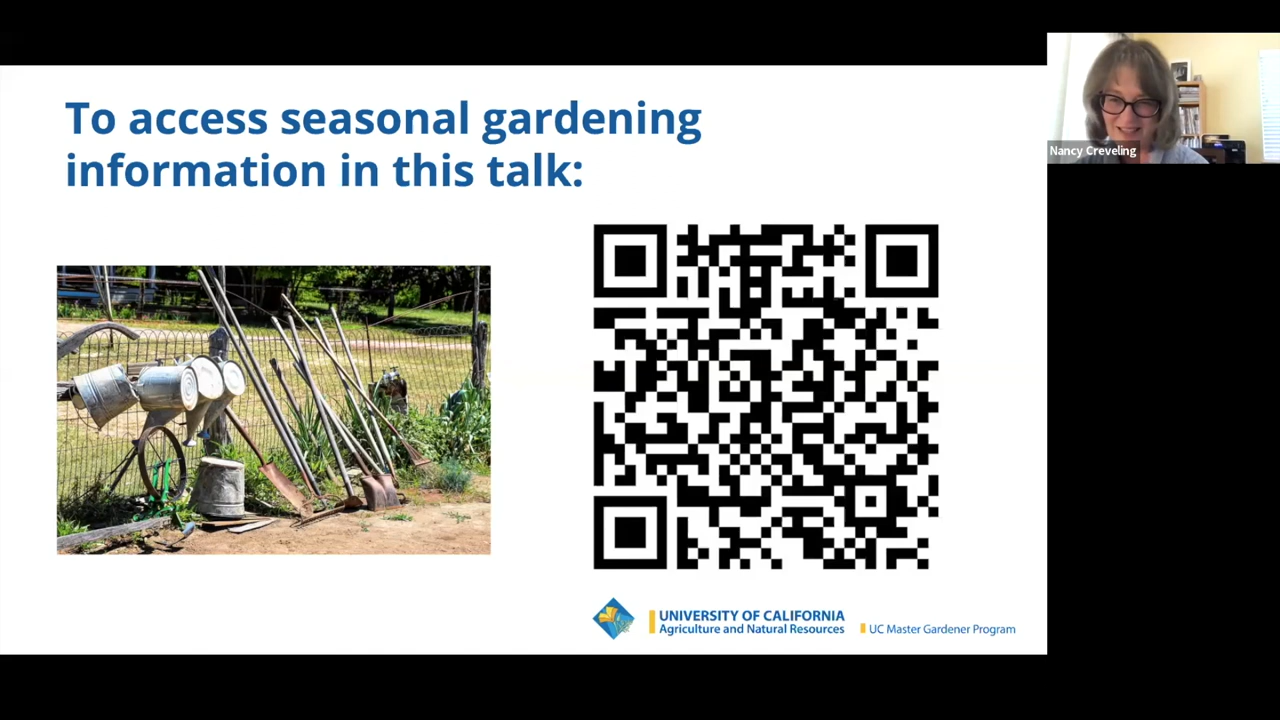 To access seasonal gardening
information in this talk:
Nancy Creveling
UNIVERSITY OF CALIFORNIA
Agriculture and Natural Resources
UC Master Gardener Program